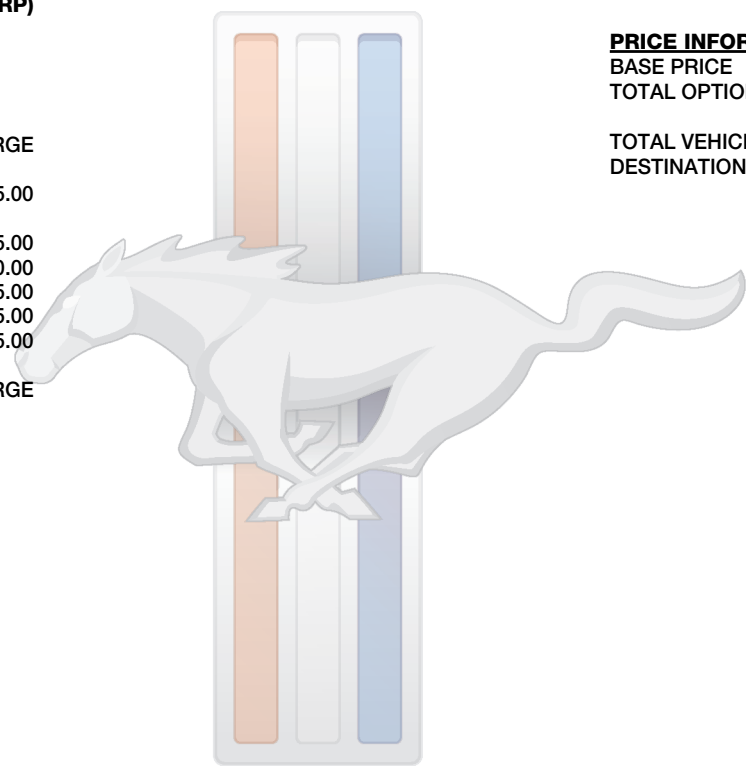 RP)
RGE
5.00
5.00
0.00
5.00
5.00
5.00
RGE
PRICE INFOR
BASE PRICE
TOTAL OPTIO
TOTAL VEHICL
DESTINATION